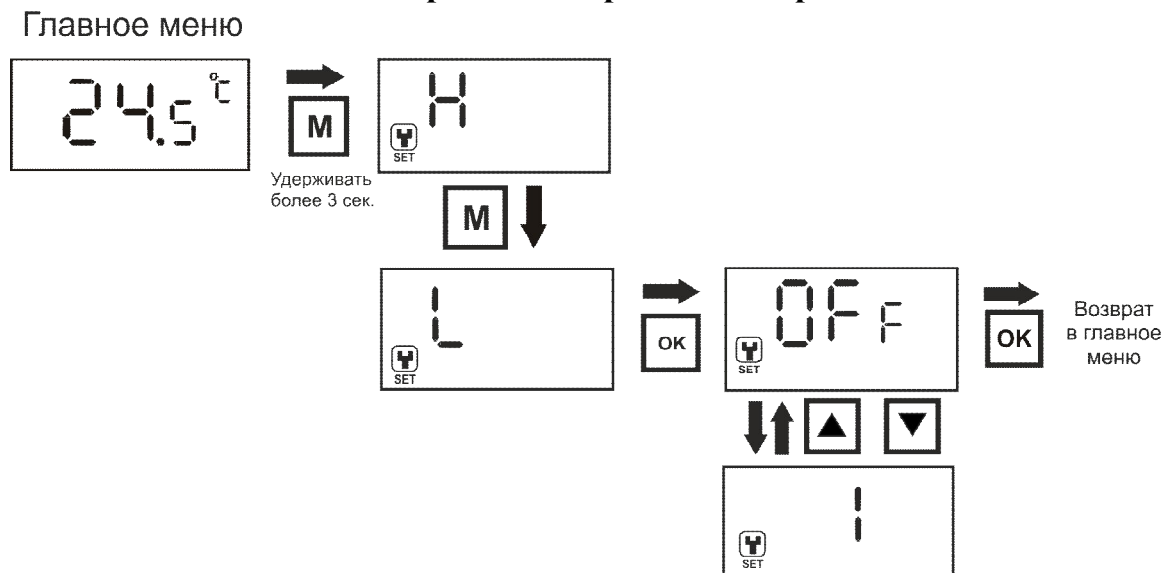 Главное меню
24.5 °C
M
Удерживать
более 3 сек.
H
SET
M
L
SET
OK
OFF
SET
OK
Возврат
в главное
меню
1
SET